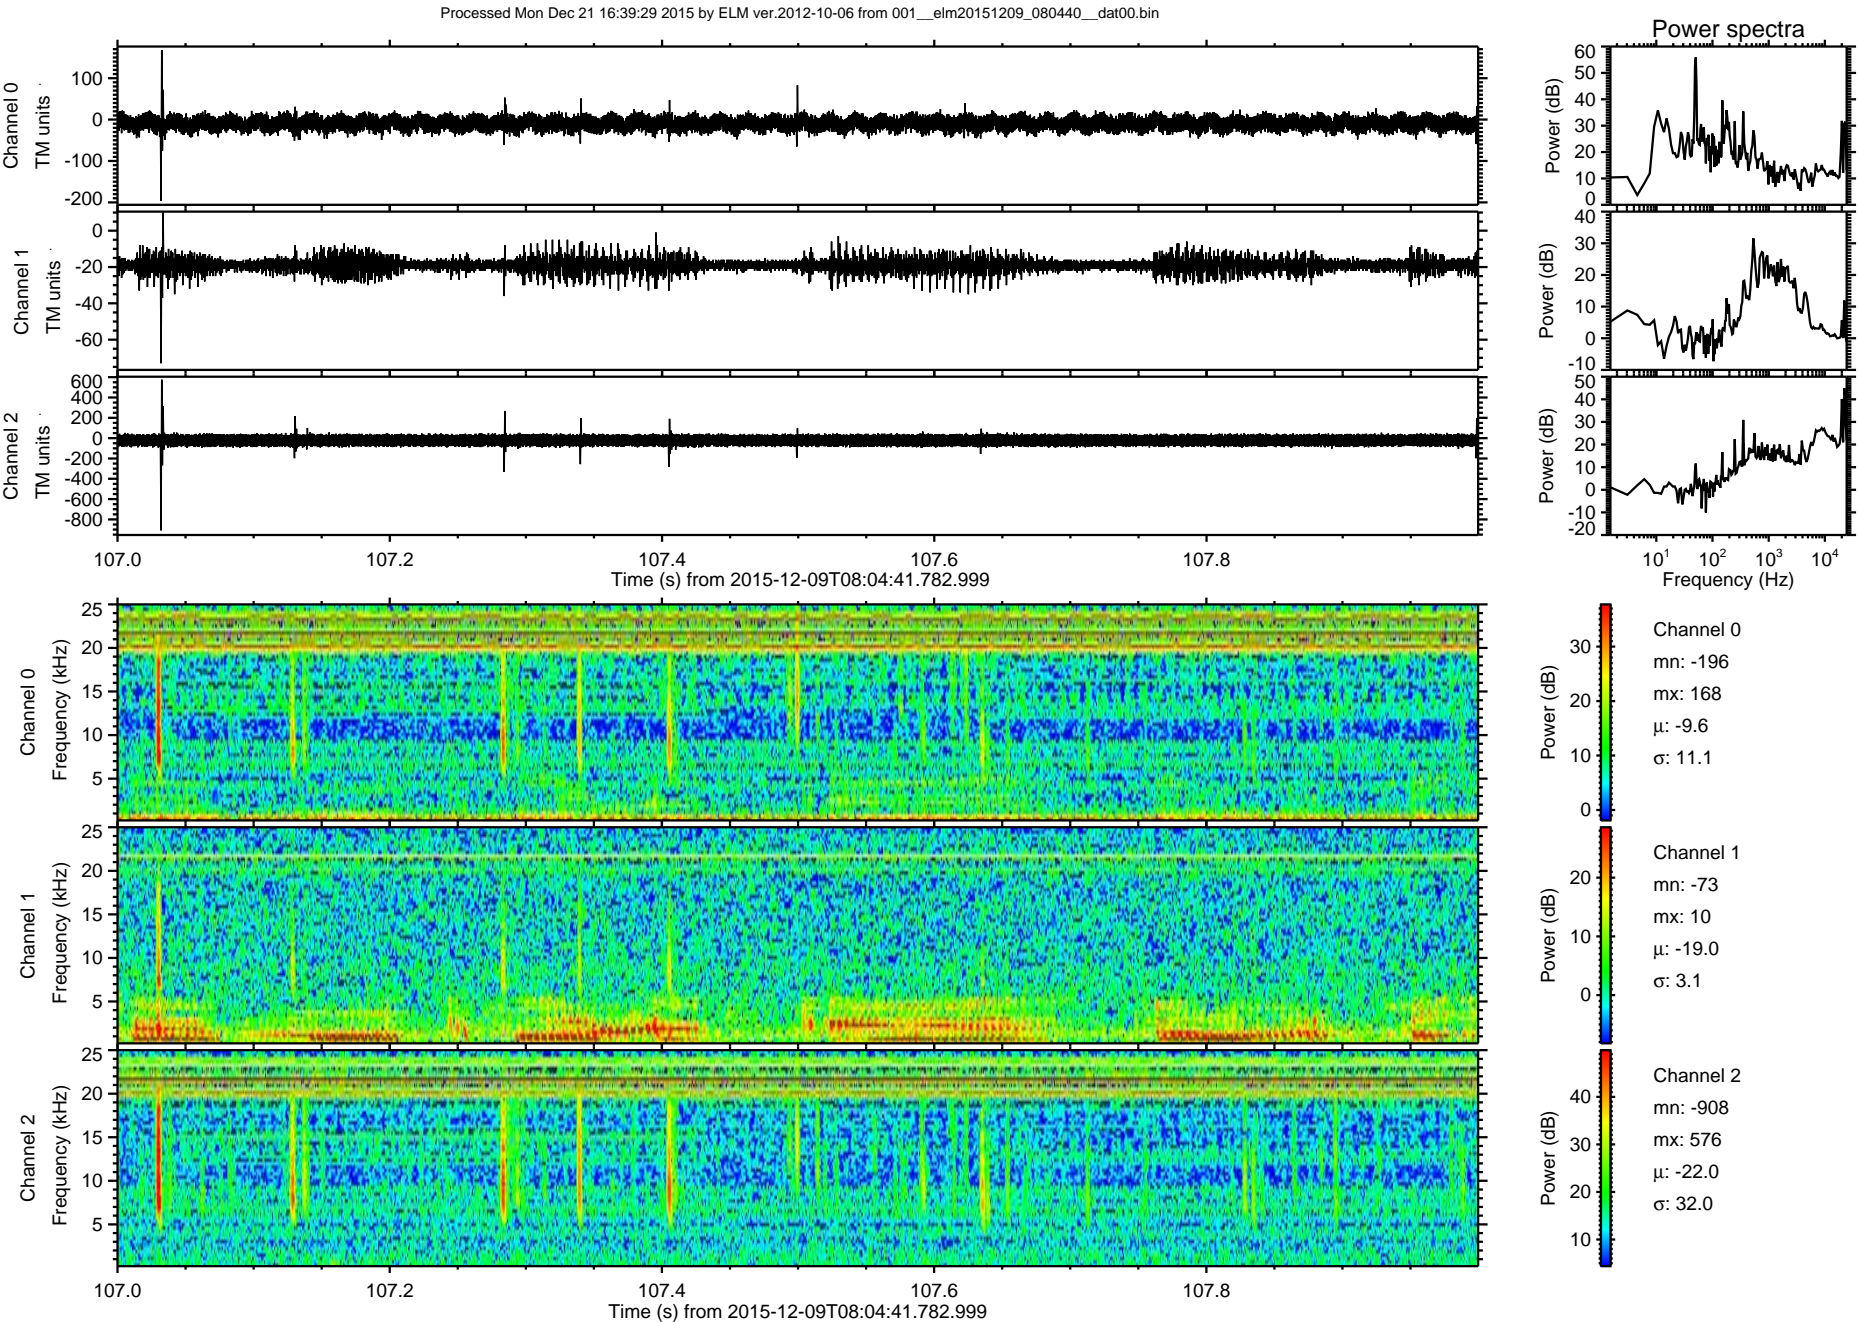 Processed Mon Dec 21 16:39:29 2015 by ELM ver.2012-10-06 from 001__elm20151209_080440__dat00.bin
Power spectra
Channel 0
TM units
100
0
-100
-200
Power (dB)
60
50
40
30
20
10
0
Channel 1
TM units
0
-20
-40
-60
Power (dB)
40
30
20
10
0
-10
Channel 2
TM units
600
400
200
0
-200
-400
-600
-800
Power (dB)
50
40
30
20
10
0
-10
-20
107.0 107.2 107.4 107.6 107.8
Time (s) from 2015-12-09T08:04:41.782.999
10¹ 10² 10³ 10⁴
Frequency (Hz)
Channel 0
Frequency (kHz)
25
20
15
10
5
Power (dB)
30
20
10
0
Channel 0
mn: -196
mx: 168
μ: -9.6
σ: 11.1
Channel 1
Frequency (kHz)
25
20
15
10
5
Power (dB)
20
10
0
Channel 1
mn: -73
mx: 10
μ: -19.0
σ: 3.1
Channel 2
Frequency (kHz)
25
20
15
10
5
Power (dB)
40
30
20
10
Channel 2
mn: -908
mx: 576
μ: -22.0
σ: 32.0
107.0 107.2 107.4 107.6 107.8
Time (s) from 2015-12-09T08:04:41.782.999